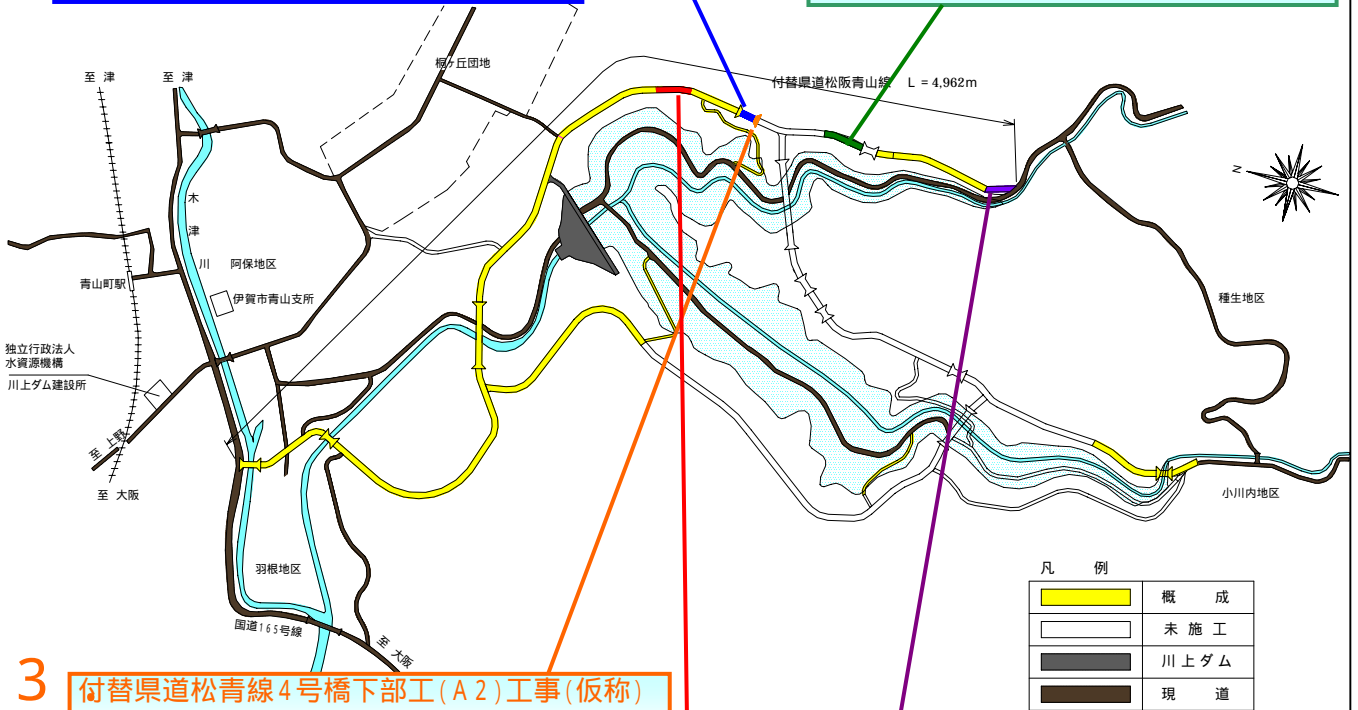 桐ヶ丘団地
至 津
至 津
付替県道松阪青山線 L＝4,962m
N
木
津
川
阿保地区
青山町駅
伊賀市青山支所
種生地区
独立行政法人
水資源機構
川上ダム建設所
至 上野
至 大阪
小川内地区
羽根地区
国道165号線
至 大阪
凡 例
概 成
未 施 工
川上ダム
現 道
3
付替県道松青線4号橋下部工(A2)工事(仮称)